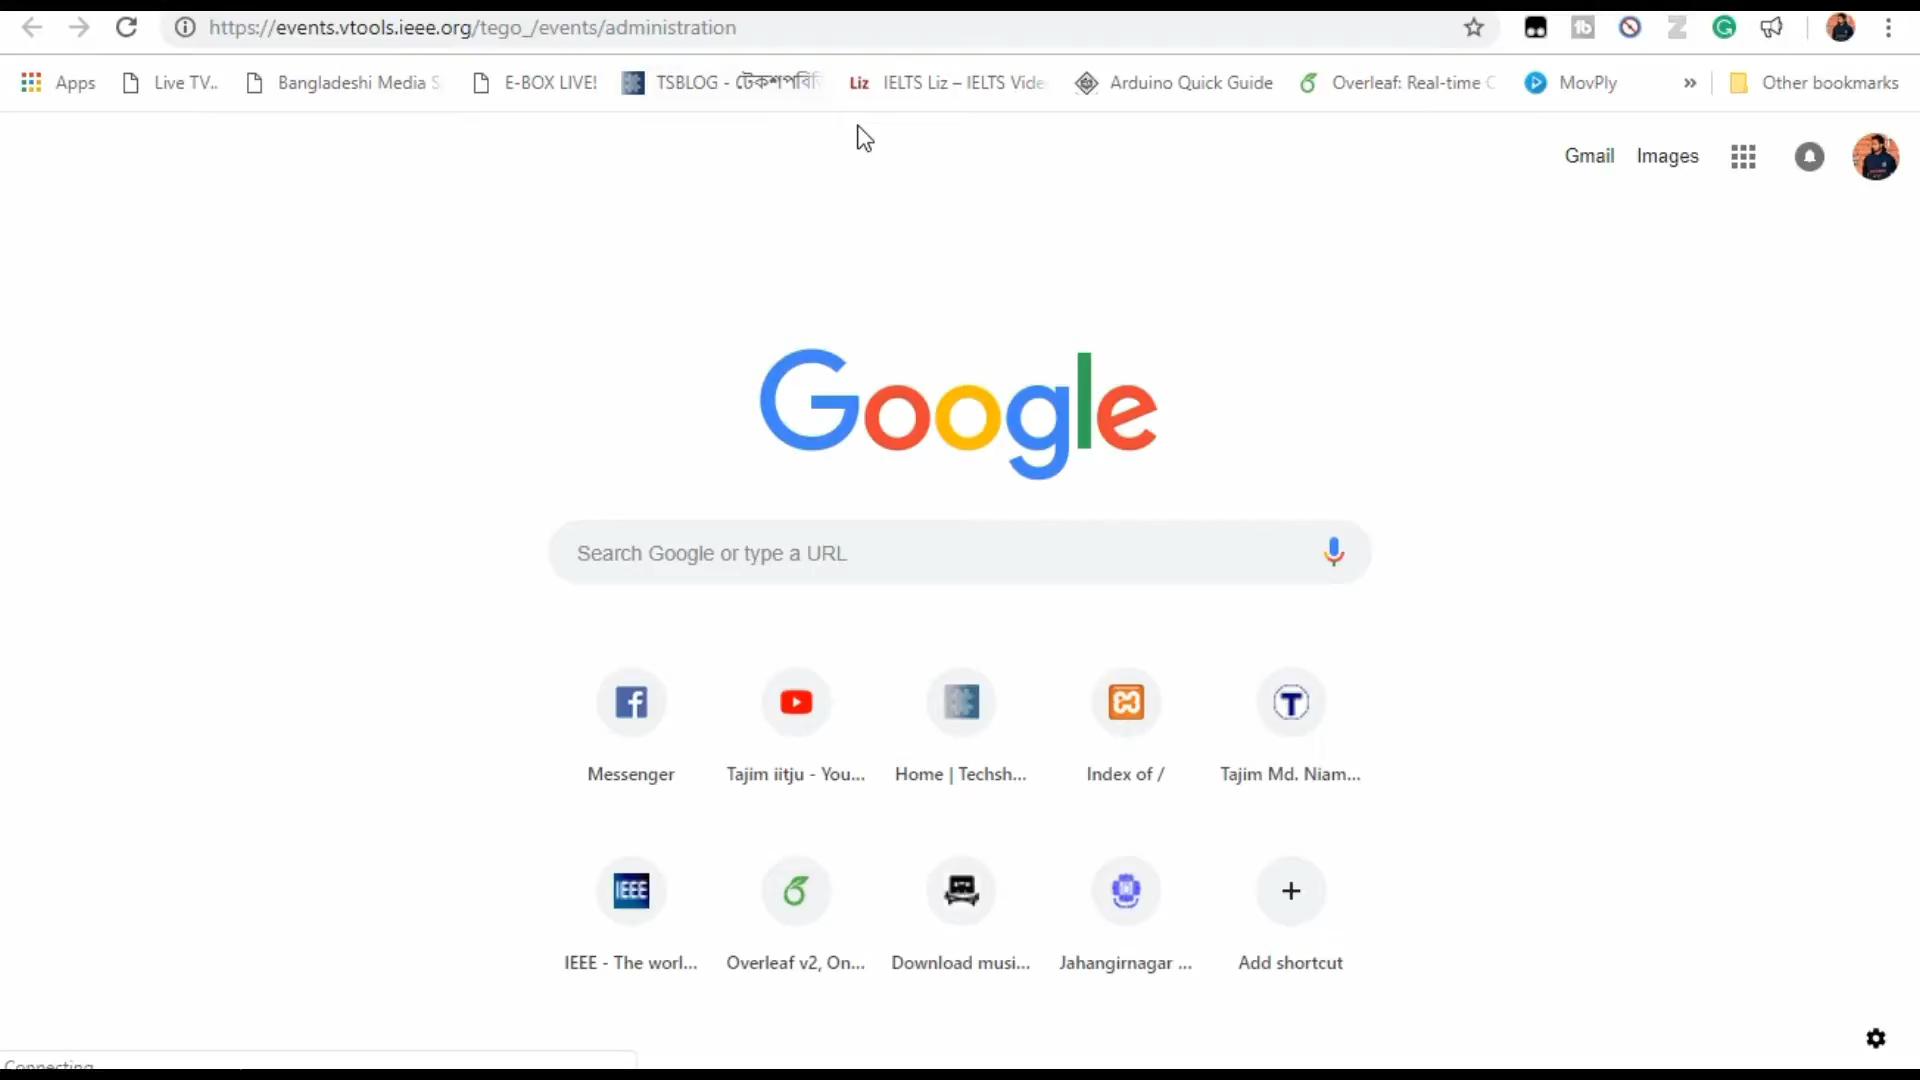 https://events.vtools.ieee.org/tego_/events/administration
Apps Live TV.. Bangladeshi Media S E-BOX LIVE! TSBLOG - টেকশপবিডি Liz IELTS Liz – IELTS Vide Arduino Quick Guide Overleaf: Real-time C MovPly » Other bookmarks
Gmail Images
Google
Search Google or type a URL
Messenger Tajim iitju - You... Home | Techsh... Index of / Tajim Md. Niam...
IEEE
IEEE - The worl... Overleaf v2, On... Download musi... Jahangirnagar ... Add shortcut
Connecting